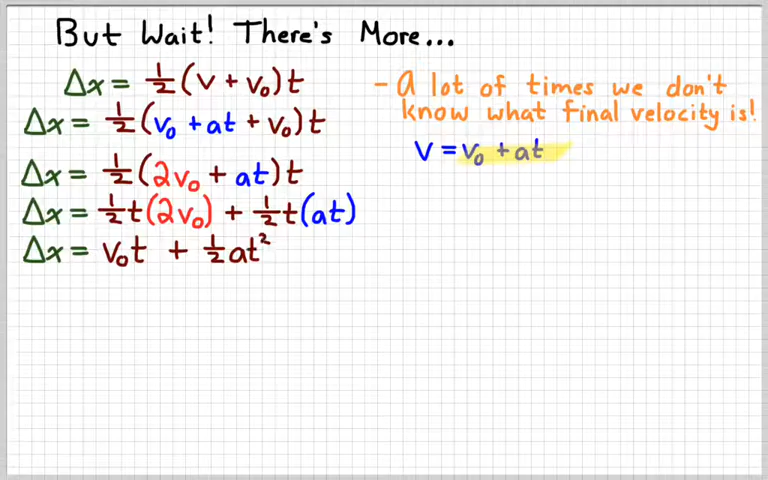 But Wait! There's More...
Δx = ½(v + v₀)t
Δx = ½(v₀ + at + v₀)t
Δx = ½(2v₀ + at)t
Δx = ½t(2v₀) + ½t(at)
Δx = v₀t + ½at²
- A lot of times we don't
know what final velocity is!
v = v₀ + at